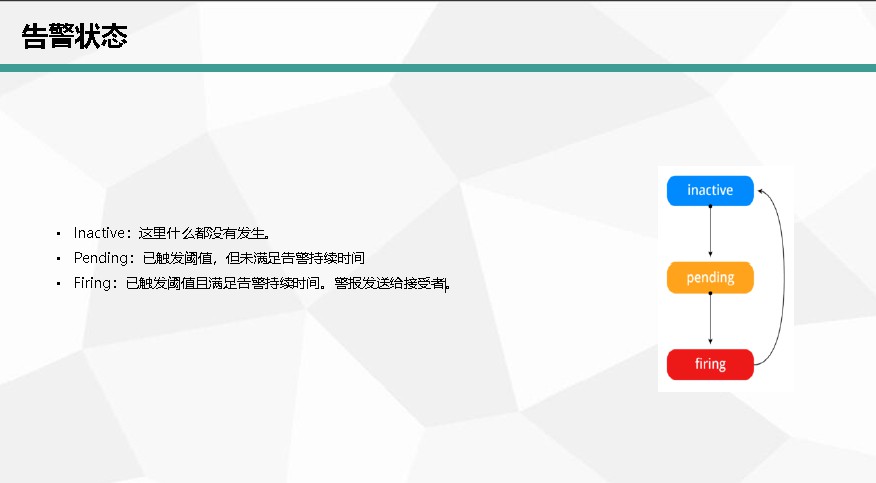 告警状态
• Inactive：这里什么都没有发生。
• Pending：已触发阈值，但未满足告警持续时间
• Firing：已触发阈值且满足告警持续时间。警报发送给接受者。
inactive
pending
firing